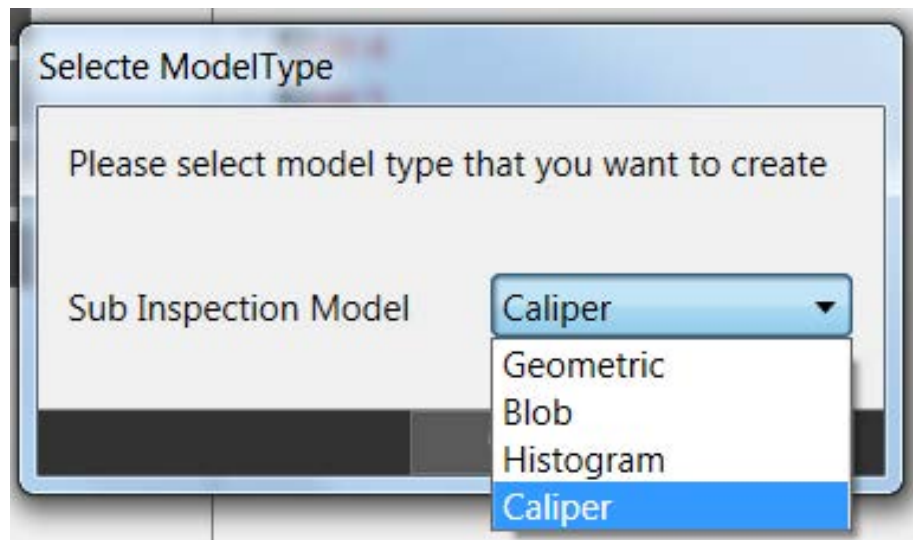 Selecte ModelType
Please select model type that you want to create
Sub Inspection Model Caliper
Geometric
Blob
Histogram
Caliper